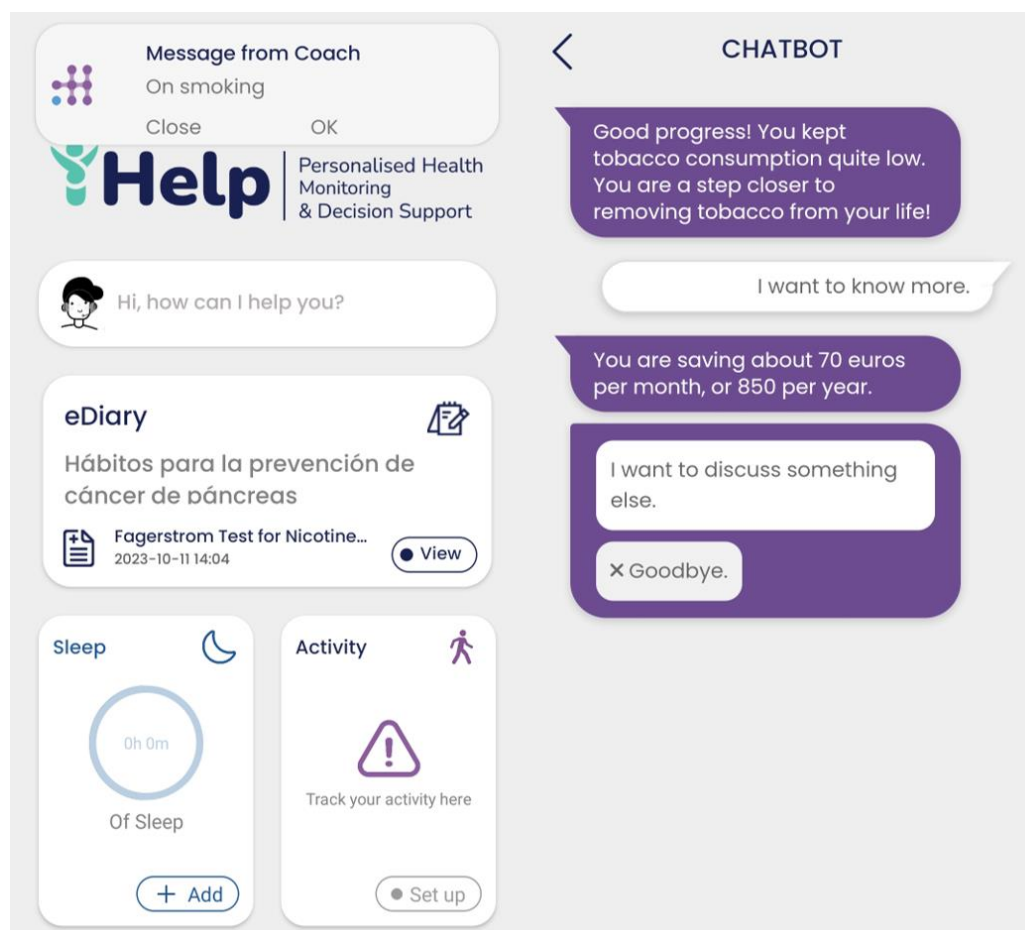 Message from Coach
On smoking
Close OK
Help
Personalised Health
Monitoring
& Decision Support
Hi, how can I help you?
eDiary
Hábitos para la prevención de
cáncer de páncreas
Fagerstrom Test for Nicotine...
2023-10-11 14:04
View
Sleep
0h 0m
Of Sleep
+ Add
Activity
Track your activity here
Set up
CHATBOT
Good progress! You kept
tobacco consumption quite low.
You are a step closer to
removing tobacco from your life!
I want to know more.
You are saving about 70 euros
per month, or 850 per year.
I want to discuss something
else.
× Goodbye.